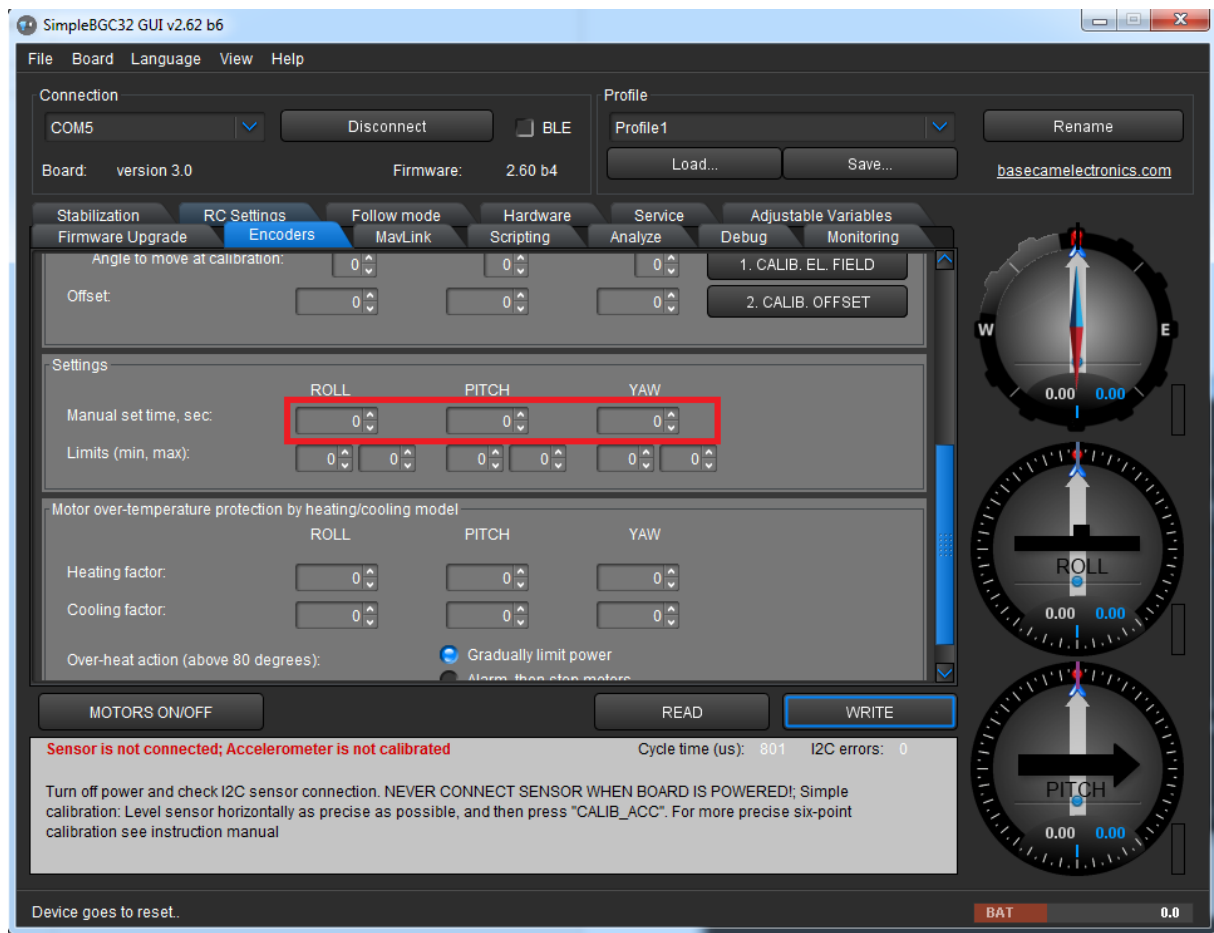 SimpleBGC32 GUI v2.62 b6
File Board Language View Help
Connection
COM5 Disconnect BLE
Board: version 3.0 Firmware: 2.60 b4
Profile
Profile1 Rename
Load... Save... basecamelectronics.com
Stabilization RC Settings Follow mode Hardware Service Adjustable Variables
Firmware Upgrade Encoders MavLink Scripting Analyze Debug Monitoring
Angle to move at calibration: 0 0 0 1. CALIB. EL. FIELD
Offset: 0 0 0 2. CALIB. OFFSET
Settings
ROLL PITCH YAW
Manual set time, sec: 0 0 0
Limits (min, max): 0 0 0 0 0 0
Motor over-temperature protection by heating/cooling model
ROLL PITCH YAW
Heating factor: 0 0 0
Cooling factor: 0 0 0
Over-heat action (above 80 degrees): Gradually limit power
Alarm, then stop motors
W E
0.00 0.00
ROLL
0.00 0.00
PITCH
0.00 0.00
MOTORS ON/OFF READ WRITE
Sensor is not connected; Accelerometer is not calibrated Cycle time (us): 801 I2C errors: 0
Turn off power and check I2C sensor connection. NEVER CONNECT SENSOR WHEN BOARD IS POWERED!; Simple
calibration: Level sensor horizontally as precise as possible, and then press "CALIB_ACC". For more precise six-point
calibration see instruction manual
Device goes to reset.. BAT 0.0